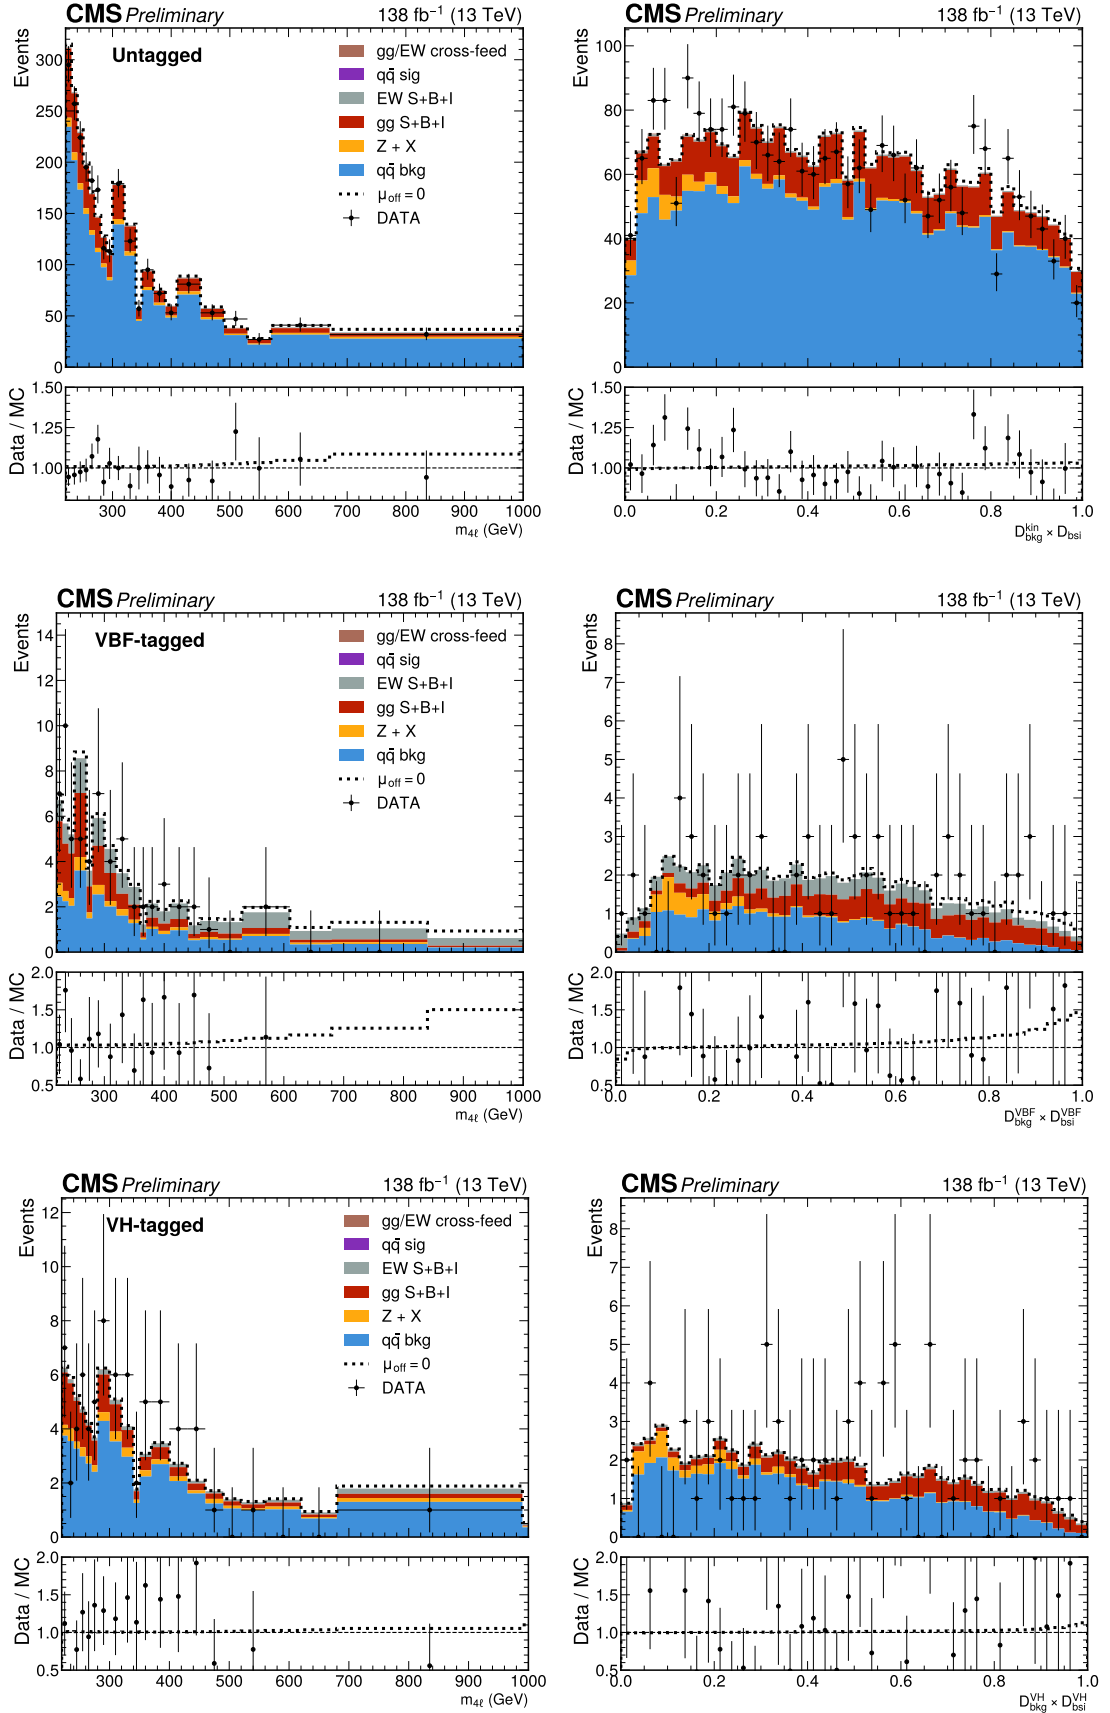 CMS Preliminary 138 fb⁻¹ (13 TeV)
Events
Untagged
gg/EW cross-feed
qq̄ sig
EW S+B+I
gg S+B+I
Z + X
qq̄ bkg
μoff = 0
DATA
300
250
200
150
100
50
0
Data / MC
1.50
1.25
1.00
300 400 500 600 700 800 900 1000
m4ℓ (GeV)
CMS Preliminary 138 fb⁻¹ (13 TeV)
Events
100
80
60
40
20
0
Data / MC
1.50
1.25
1.00
0.0 0.2 0.4 0.6 0.8 1.0
D^kin_bkg × D_bsi
CMS Preliminary 138 fb⁻¹ (13 TeV)
Events
VBF-tagged
gg/EW cross-feed
qq̄ sig
EW S+B+I
gg S+B+I
Z + X
qq̄ bkg
μoff = 0
DATA
14
12
10
8
6
4
2
0
Data / MC
2.0
1.5
1.0
0.5
300 400 500 600 700 800 900 1000
m4ℓ (GeV)
CMS Preliminary 138 fb⁻¹ (13 TeV)
Events
8
7
6
5
4
3
2
1
0
Data / MC
2.0
1.5
1.0
0.5
0.0 0.2 0.4 0.6 0.8 1.0
D^VBF_bkg × D^VBF_bsi
CMS Preliminary 138 fb⁻¹ (13 TeV)
Events
VH-tagged
gg/EW cross-feed
qq̄ sig
EW S+B+I
gg S+B+I
Z + X
qq̄ bkg
μoff = 0
DATA
12
10
8
6
4
2
0
Data / MC
2.0
1.5
1.0
0.5
300 400 500 600 700 800 900 1000
m4ℓ (GeV)
CMS Preliminary 138 fb⁻¹ (13 TeV)
Events
8
7
6
5
4
3
2
1
0
Data / MC
2.0
1.5
1.0
0.5
0.0 0.2 0.4 0.6 0.8 1.0
D^VH_bkg × D^VH_bsi